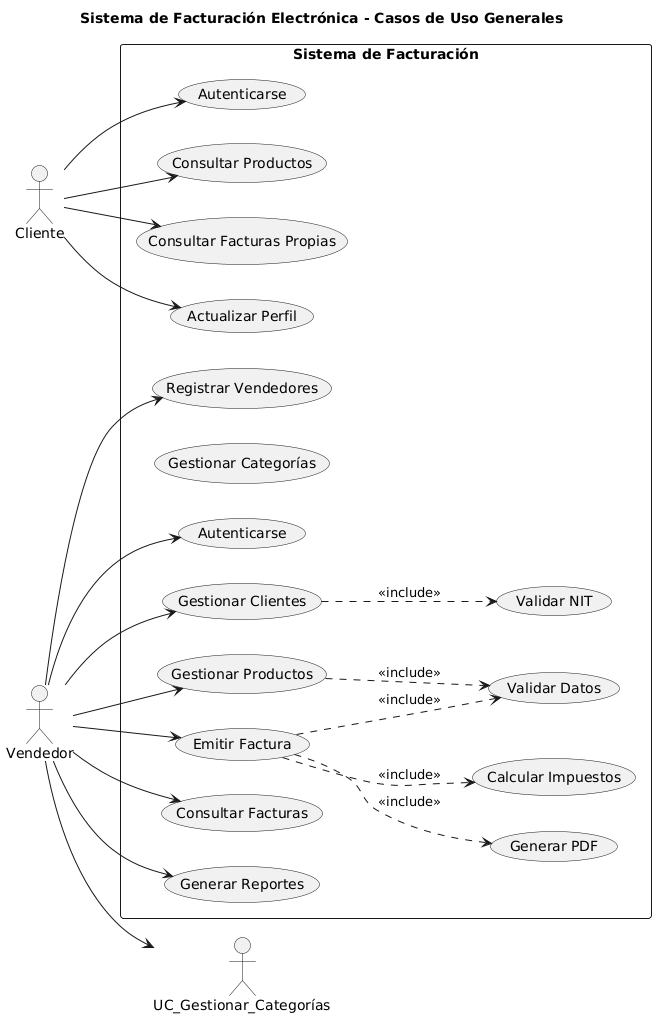 Sistema de Facturación Electrónica - Casos de Uso Generales
Sistema de Facturación
Autenticarse
Consultar Productos
Cliente
Consultar Facturas Propias
Actualizar Perfil
Registrar Vendedores
Gestionar Categorías
Autenticarse
Gestionar Clientes
«include»
Validar NIT
Gestionar Productos
«include»
Validar Datos
«include»
Vendedor
Emitir Factura
«include»
Calcular Impuestos
«include»
Consultar Facturas
Generar PDF
Generar Reportes
UC_Gestionar_Categorías